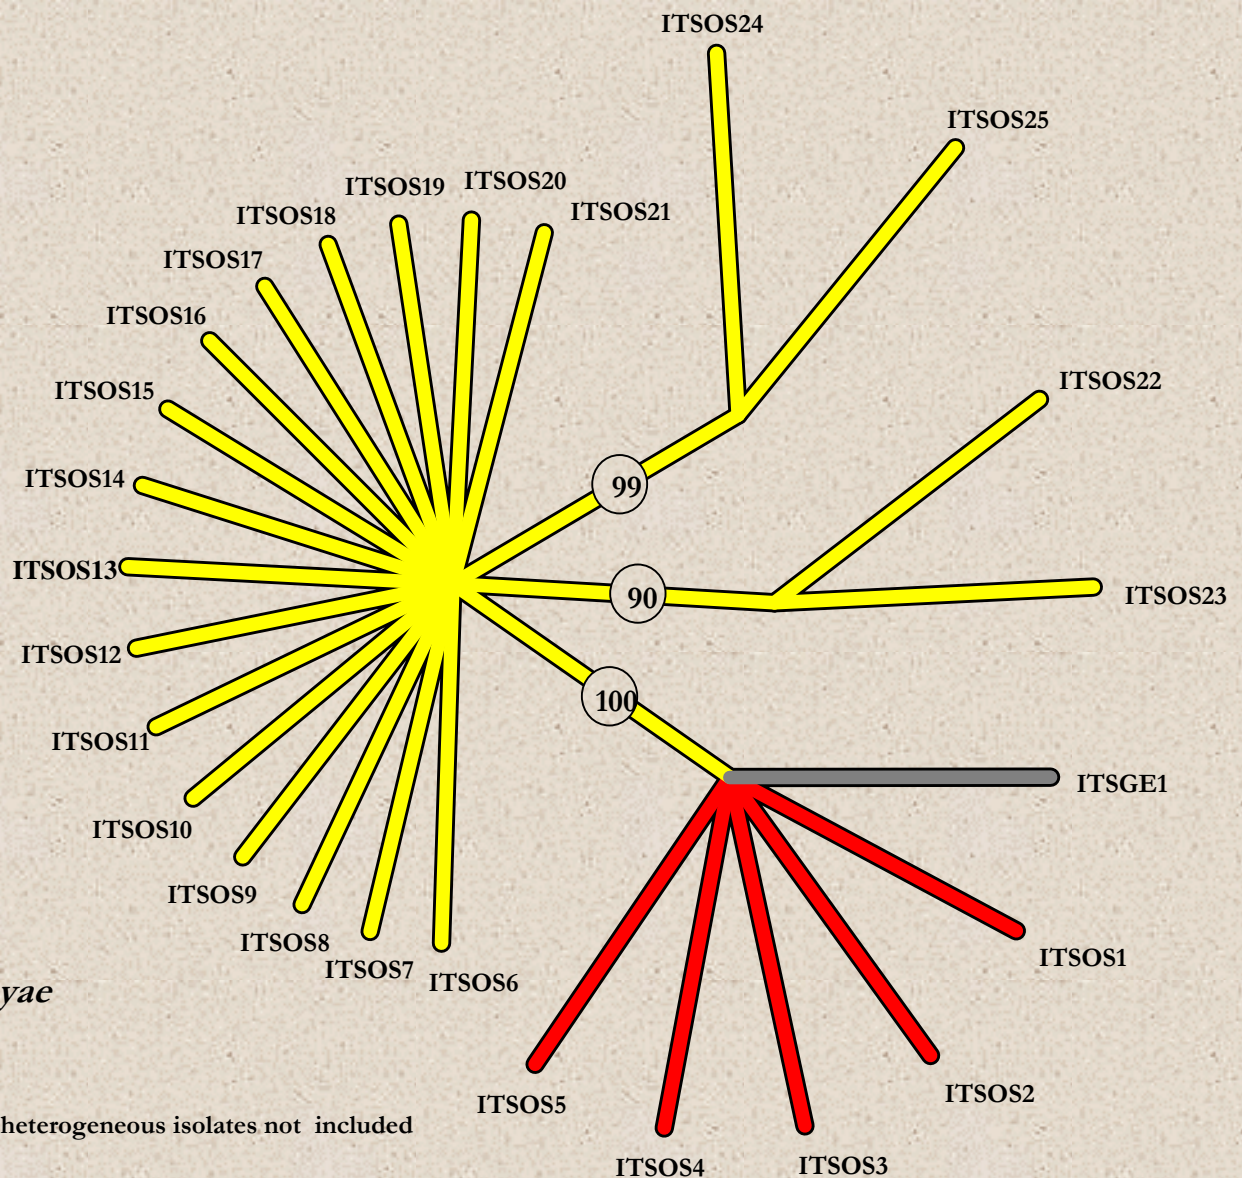 ITSOS24
ITSOS25
ITSOS20
ITSOS19
ITSOS21
ITSOS18
ITSOS17
ITSOS16
ITSOS22
ITSOS15
ITSOS14
99
ITSOS13
ITSOS23
90
ITSOS12
100
ITSOS11
ITSGE1
ITSOS10
ITSOS9
ITSOS8
ITSOS1
ITSOS7
ITSOS6
yae
ITSOS2
ITSOS5
heterogeneous isolates not included
ITSOS3
ITSOS4